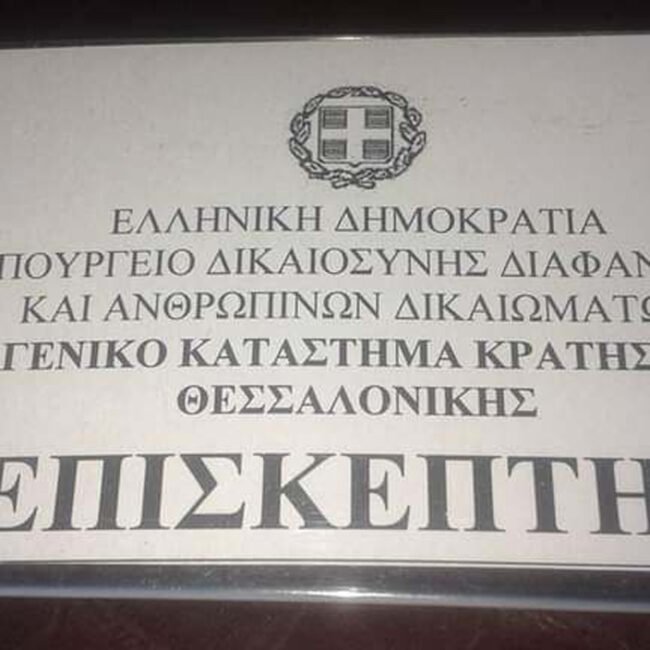 ΕΛΛΗΝΙΚΗ ΔΗΜΟΚΡΑΤΙΑ
ΠΟΥΡΓΕΙΟ ΔΙΚΑΙΟΣΥΝΗΣ ΔΙΑΦΑΝ
ΚΑΙ ΑΝΘΡΩΠΙΝΩΝ ΔΙΚΑΙΩΜΑΤΩ
ΓΕΝΙΚΟ ΚΑΤΑΣΤΗΜΑ ΚΡΑΤΗΣ
ΘΕΣΣΑΛΟΝΙΚΗΣ
ΕΠΙΣΚΕΠΤΗ